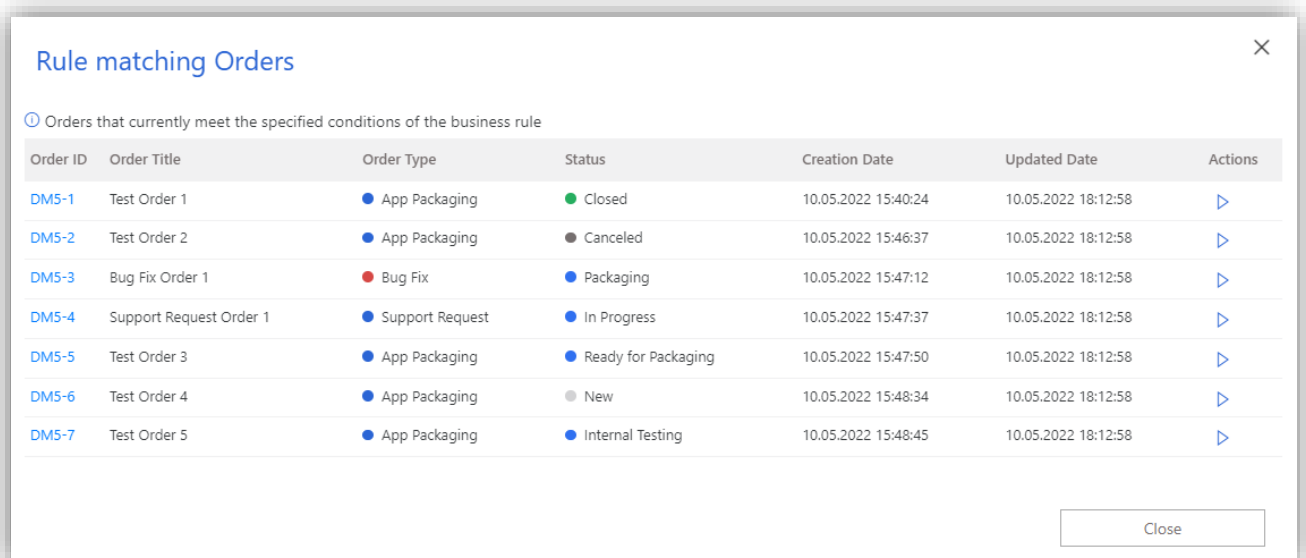 Rule matching Orders
Orders that currently meet the specified conditions of the business rule
Order ID Order Title Order Type Status Creation Date Updated Date Actions
DM5-1 Test Order 1 App Packaging Closed 10.05.2022 15:40:24 10.05.2022 18:12:58
DM5-2 Test Order 2 App Packaging Canceled 10.05.2022 15:46:37 10.05.2022 18:12:58
DM5-3 Bug Fix Order 1 Bug Fix Packaging 10.05.2022 15:47:12 10.05.2022 18:12:58
DM5-4 Support Request Order 1 Support Request In Progress 10.05.2022 15:47:37 10.05.2022 18:12:58
DM5-5 Test Order 3 App Packaging Ready for Packaging 10.05.2022 15:47:50 10.05.2022 18:12:58
DM5-6 Test Order 4 App Packaging New 10.05.2022 15:48:34 10.05.2022 18:12:58
DM5-7 Test Order 5 App Packaging Internal Testing 10.05.2022 15:48:45 10.05.2022 18:12:58
Close